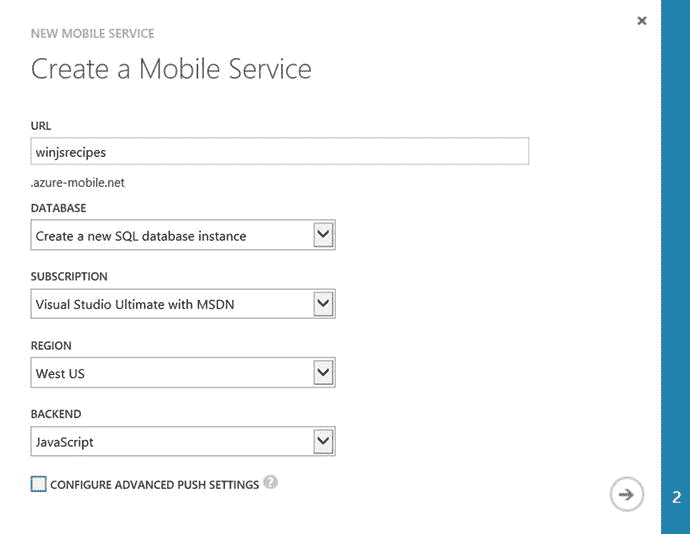 NEW MOBILE SERVICE
Create a Mobile Service
URL
winjsrecipes
.azure-mobile.net
DATABASE
Create a new SQL database instance
SUBSCRIPTION
Visual Studio Ultimate with MSDN
REGION
West US
BACKEND
JavaScript
CONFIGURE ADVANCED PUSH SETTINGS ?
2